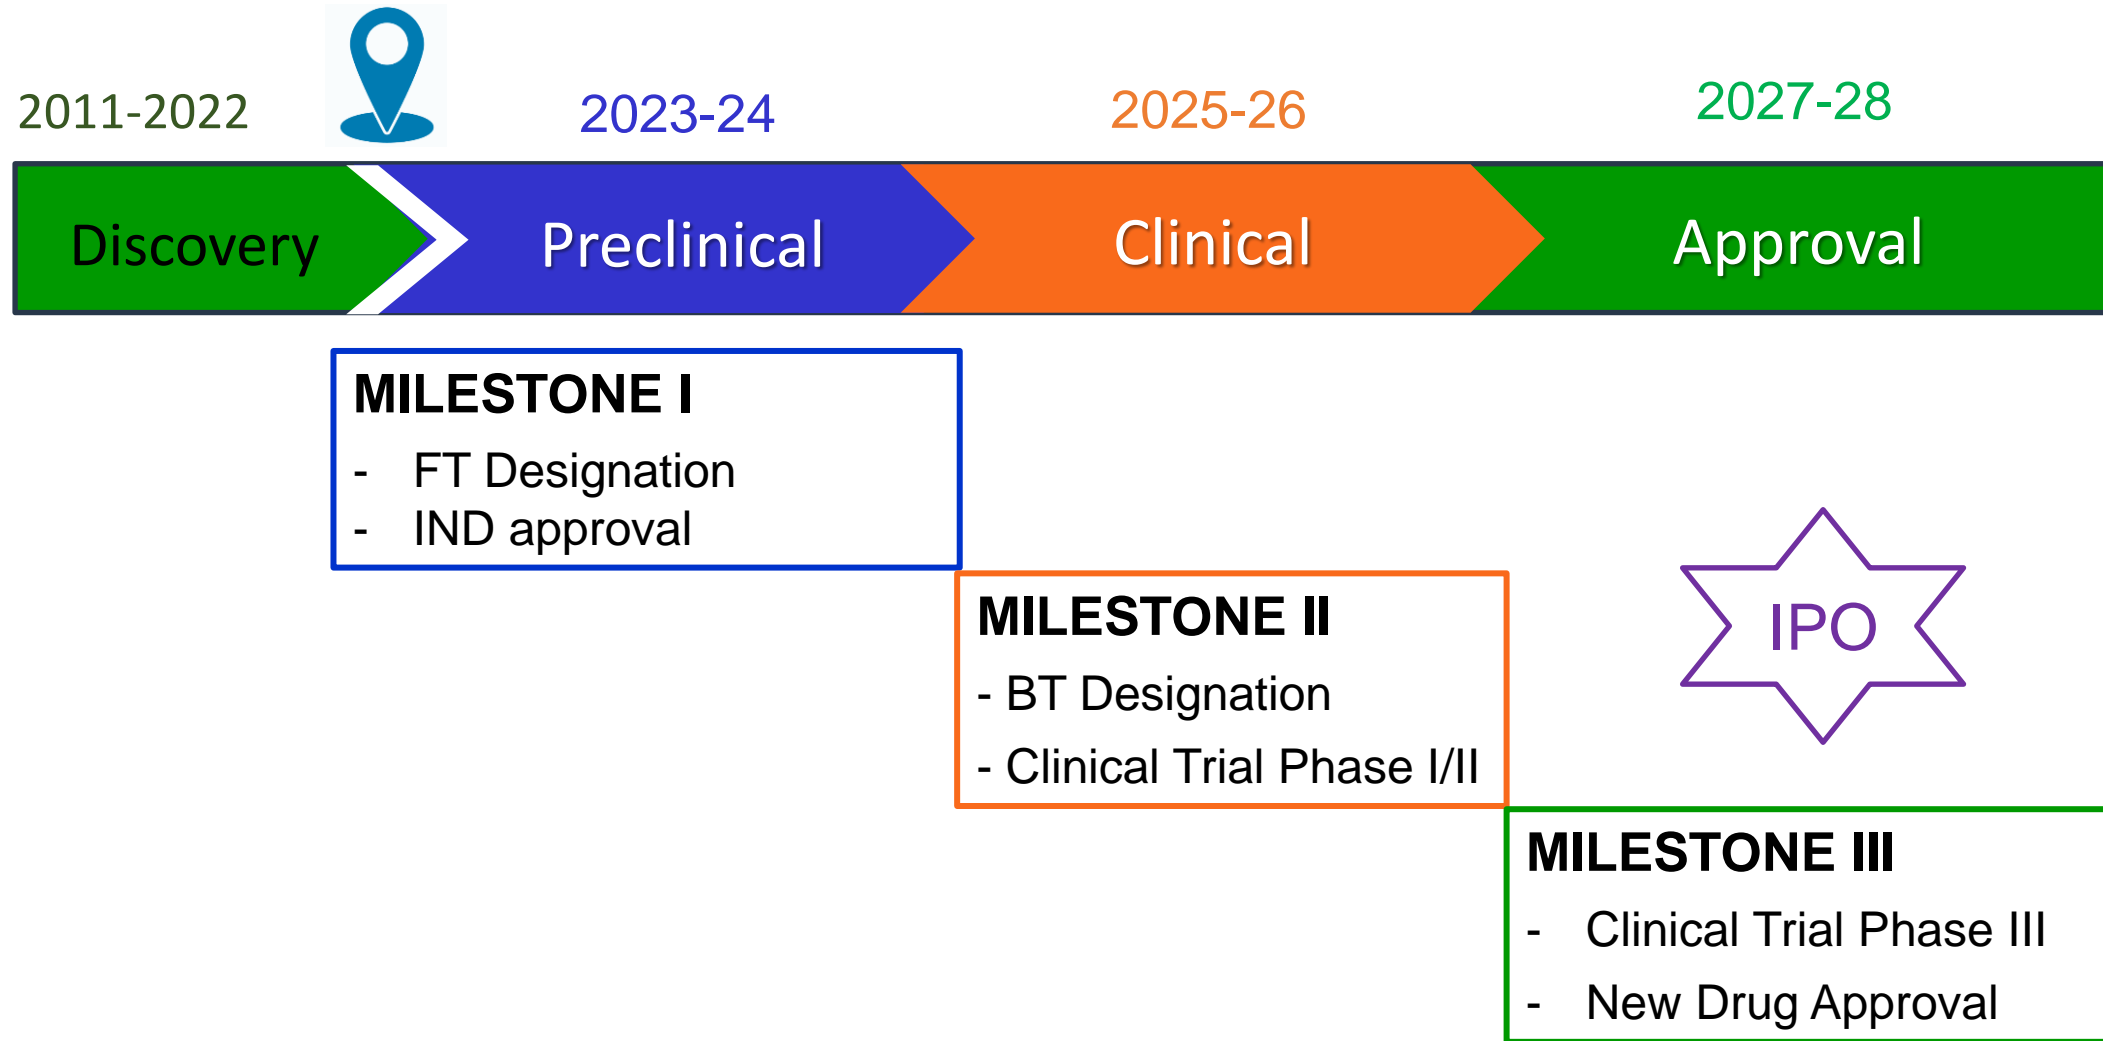 2011-2022
2023-24
2025-26
2027-28
Discovery
Preclinical
Clinical
Approval
MILESTONE I
- FT Designation
- IND approval
MILESTONE II
- BT Designation
- Clinical Trial Phase I/II
IPO
MILESTONE III
- Clinical Trial Phase III
- New Drug Approval